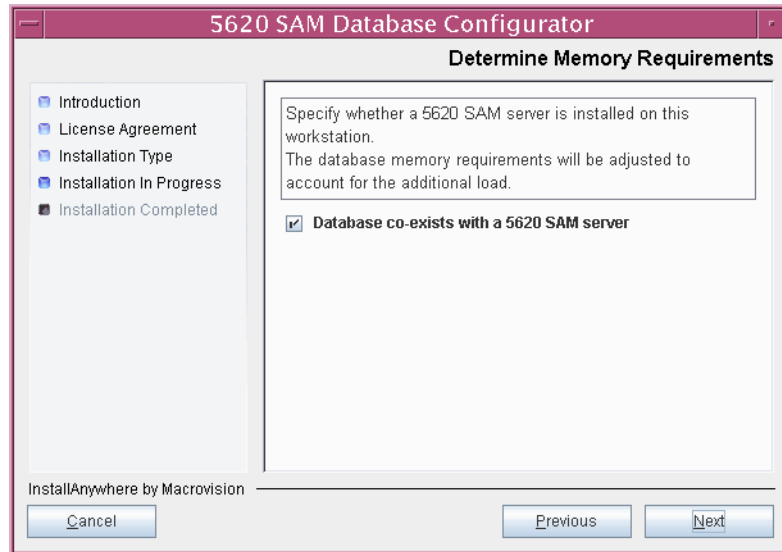 5620 SAM Database Configurator
Determine Memory Requirements
Introduction
License Agreement
Installation Type
Installation In Progress
Installation Completed
Specify whether a 5620 SAM server is installed on this
workstation.
The database memory requirements will be adjusted to
account for the additional load.
Database co-exists with a 5620 SAM server
InstallAnywhere by Macrovision
Cancel
Previous
Next